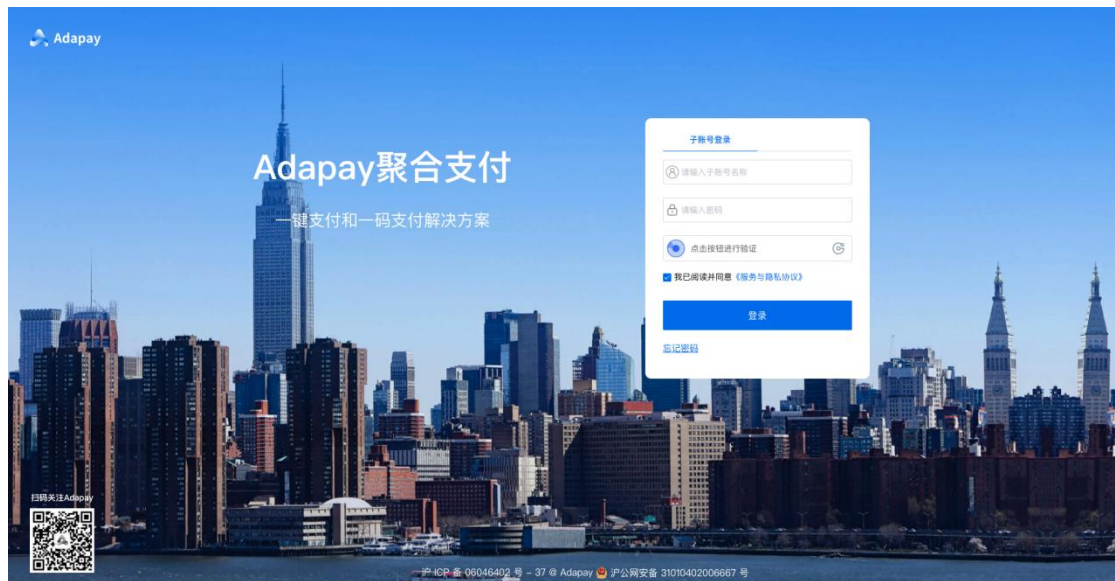 Adapay
Adapay聚合支付
一键支付和一码支付解决方案
子账号登录
请输入子账号名称
请输入密码
点击按钮进行验证
我已阅读并同意《服务与隐私协议》
登录
忘记密码
扫码关注Adapay
沪 ICP 备 06046402 号 – 37 @ Adapay 沪公网安备 31010402006667 号